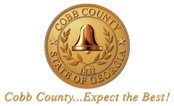 COBB COUNTY
1832
STATE OF GEORGIA
Cobb County...Expect the Best!